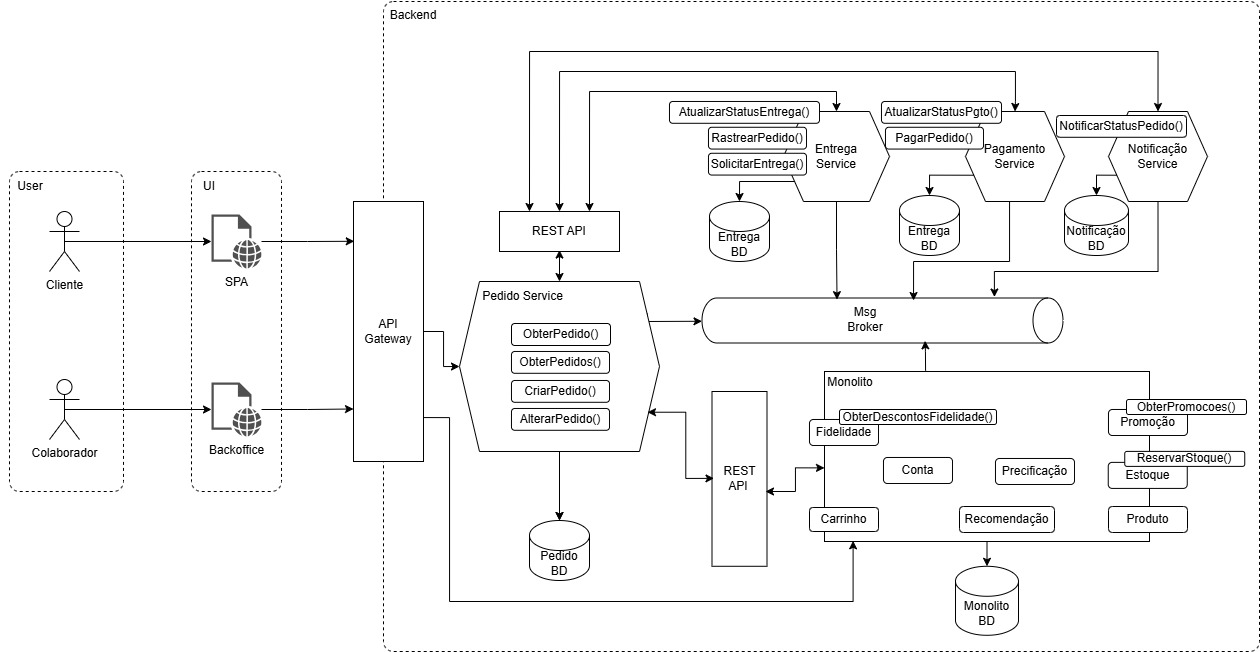 Backend
User
Cliente
Colaborador
UI
SPA
Backoffice
API
Gateway
REST API
Pedido Service
ObterPedido()
ObterPedidos()
CriarPedido()
AlterarPedido()
Pedido
BD
AtualizarStatusEntrega()
RastrearPedido()
SolicitarEntrega()
Entrega
Service
Entrega
BD
AtualizarStatusPgto()
PagarPedido()
Pagamento
Service
Entrega
BD
NotificarStatusPedido()
Notificação
Service
Notificação
BD
Msg
Broker
REST
API
Monolito
ObterDescontosFidelidade()
Fidelidade
Conta
Precificação
ObterPromocoes()
Promoção
ReservarStoque()
Estoque
Carrinho
Recomendação
Produto
Monolito
BD